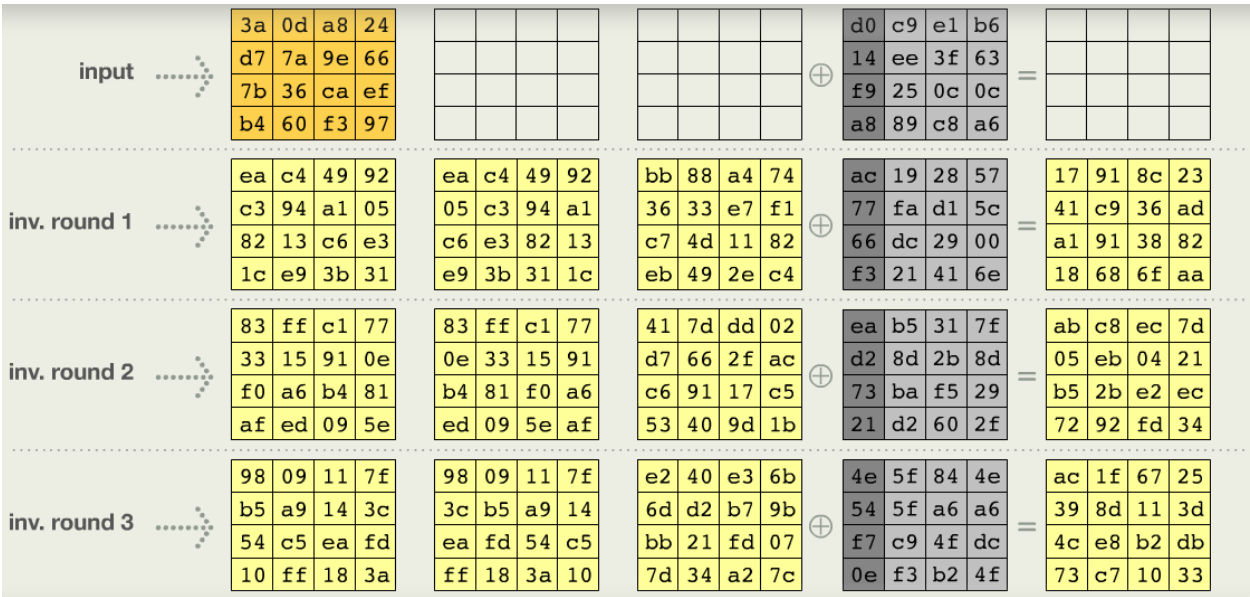 3a 0d a8 24 d0 c9 e1 b6
d7 7a 9e 66 14 ee 3f 63
input
⊕ =
7b 36 ca ef f9 25 0c 0c
b4 60 f3 97 a8 89 c8 a6
ea c4 49 92 ea c4 49 92 bb 88 a4 74 ac 19 28 57 17 91 8c 23
c3 94 a1 05 05 c3 94 a1 36 33 e7 f1 77 fa d1 5c 41 c9 36 ad
inv. round 1
⊕ =
82 13 c6 e3 c6 e3 82 13 c7 4d 11 82 66 dc 29 00 a1 91 38 82
1c e9 3b 31 e9 3b 31 1c eb 49 2e c4 f3 21 41 6e 18 68 6f aa
83 ff c1 77 83 ff c1 77 41 7d dd 02 ea b5 31 7f ab c8 ec 7d
33 15 91 0e 0e 33 15 91 d7 66 2f ac d2 8d 2b 8d 05 eb 04 21
inv. round 2
⊕ =
f0 a6 b4 81 b4 81 f0 a6 c6 91 17 c5 73 ba f5 29 b5 2b e2 ec
af ed 09 5e ed 09 5e af 53 40 9d 1b 21 d2 60 2f 72 92 fd 34
98 09 11 7f 98 09 11 7f e2 40 e3 6b 4e 5f 84 4e ac 1f 67 25
b5 a9 14 3c 3c b5 a9 14 6d d2 b7 9b 54 5f a6 a6 39 8d 11 3d
inv. round 3
⊕ =
54 c5 ea fd ea fd 54 c5 bb 21 fd 07 f7 c9 4f dc 4c e8 b2 db
10 ff 18 3a ff 18 3a 10 7d 34 a2 7c 0e f3 b2 4f 73 c7 10 33